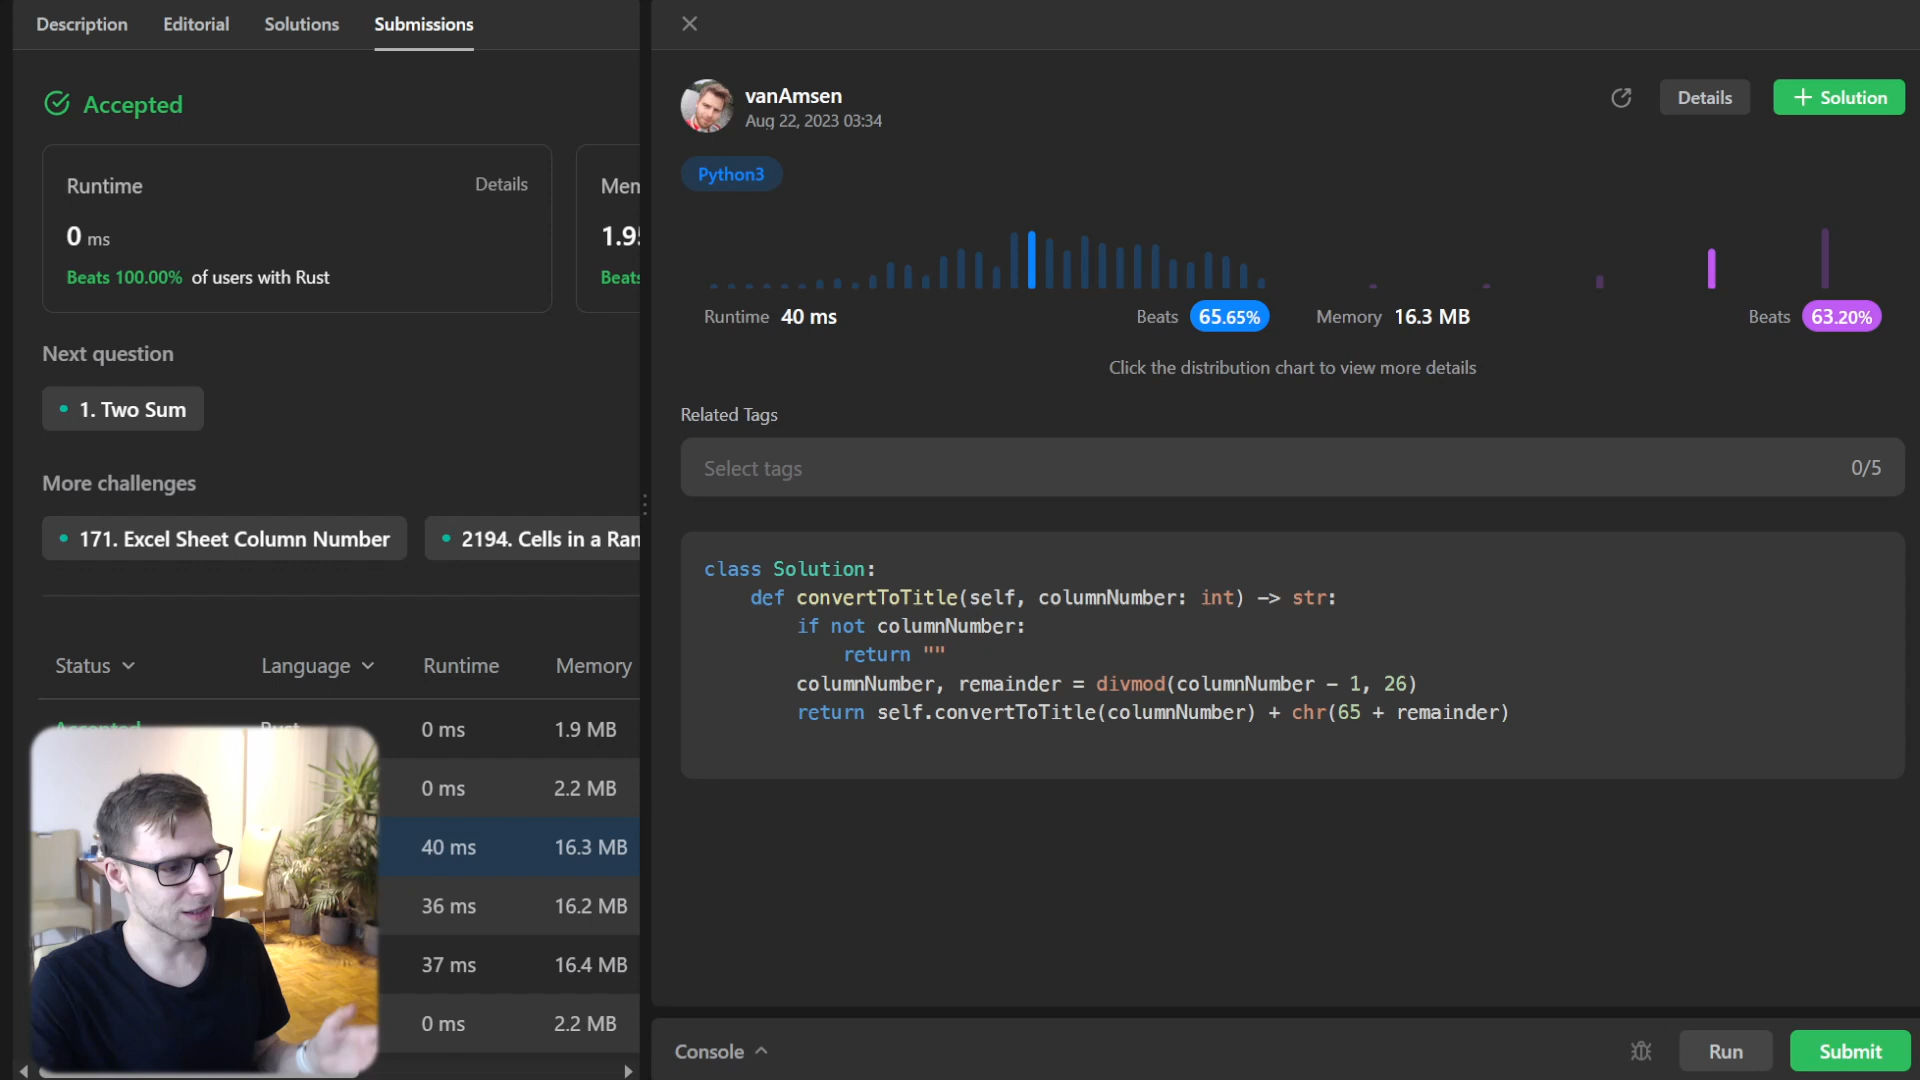 Description Editorial Solutions Submissions
Accepted
Runtime Details
0 ms
Beats 100.00% of users with Rust
1.9
Beats
Next question
1. Two Sum
More challenges
171. Excel Sheet Column Number
2194. Cells in a Ran
Status Language Runtime Memory
Accepted Rust 0 ms 1.9 MB
0 ms 2.2 MB
40 ms 16.3 MB
36 ms 16.2 MB
37 ms 16.4 MB
0 ms 2.2 MB
vanAmsen
Aug 22, 2023 03:34
Details
+ Solution
Python3
Runtime 40 ms Beats 65.65% Memory 16.3 MB Beats 63.20%
Click the distribution chart to view more details
Related Tags
Select tags 0/5
class Solution:
def convertToTitle(self, columnNumber: int) -> str:
if not columnNumber:
return ""
columnNumber, remainder = divmod(columnNumber - 1, 26)
return self.convertToTitle(columnNumber) + chr(65 + remainder)
Console
Run
Submit